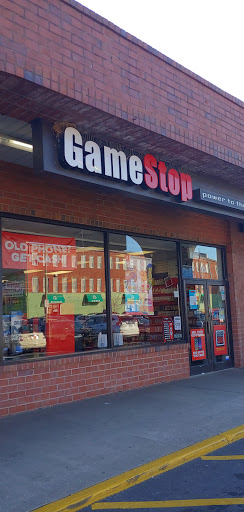 GameStop
power to the
OLD PHONE?
GET CASH!